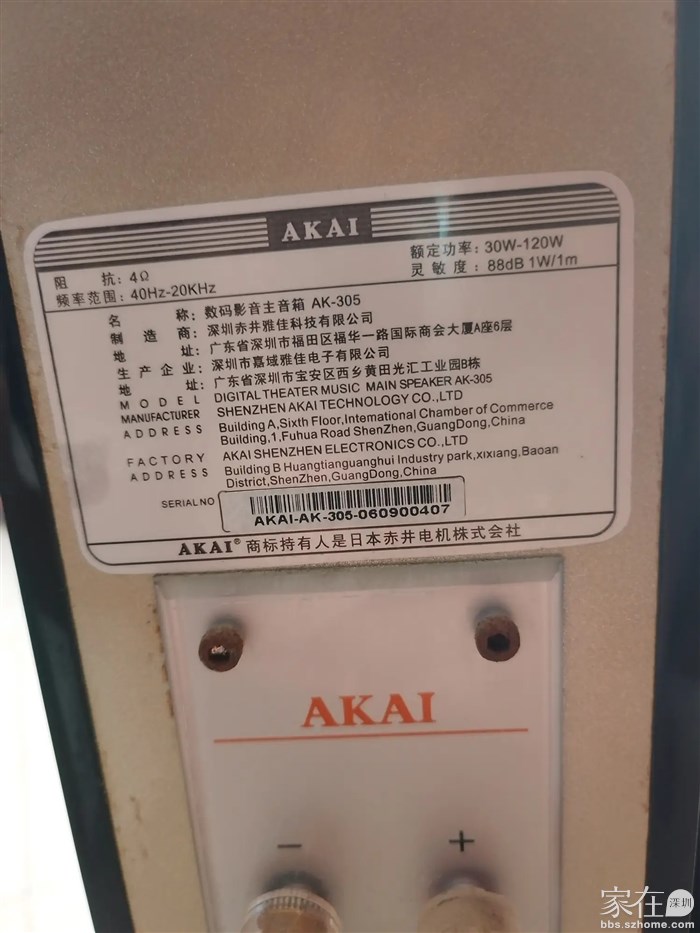 AKAI
阻 抗：4Ω
额定功率：30W-120W
频率范围：40Hz-20KHz
灵敏度：88dB 1W/1m
名 称：数码影音主音箱 AK-305
制 造 商：深圳赤井雅佳科技有限公司
地 址：广东省深圳市福田区福华一路国际商会大厦A座6层
生产企业：深圳市嘉域雅佳电子有限公司
地 址：广东省深圳市宝安区西乡黄田光汇工业园B栋
MODEL DIGITAL THEATER MUSIC MAIN SPEAKER AK-305
MANUFACTURER SHENZHEN AKAI TECHNOLOGY CO.,LTD
ADDRESS Building A,Sixth Floor,International Chamber of Commerce
Building,1,Fuhua Road ShenZhen,GuangDong,China
FACTORY AKAI SHENZHEN ELECTRONICS CO.,LTD
ADDRESS Building B Huangtianguanghui Industry park,xixiang,Baoan
District,ShenZhen,GuangDong,China
SERIAL NO
AKAI-AK-305-060900407
AKAI® 商标持有人是日本赤井电机株式会社
AKAI
− +
家在 深圳
bbs.szhome.com